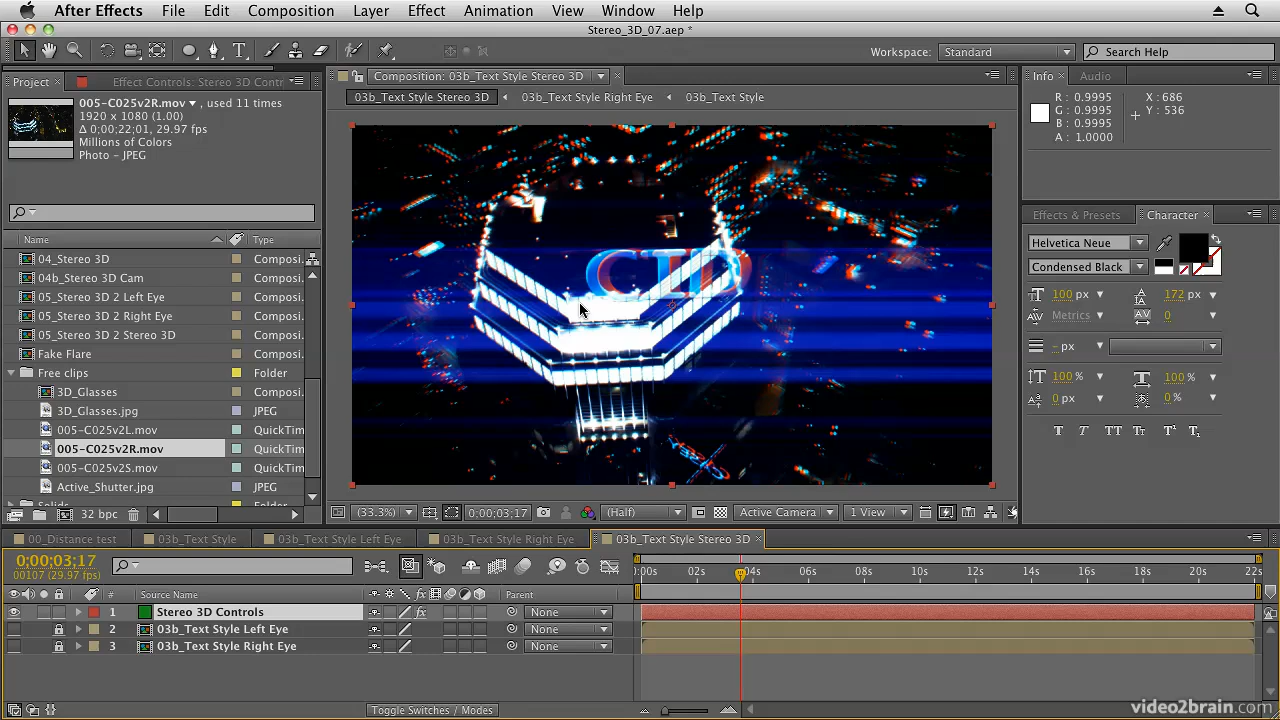 After Effects File Edit Composition Layer Effect Animation View Window Help
Stereo_3D_07.aep *
Workspace: Standard Search Help
Project Effect Controls: Stereo 3D Contr
Composition: 03b_Text Style Stereo 3D
Info Audio
03b_Text Style Stereo 3D 03b_Text Style Right Eye 03b_Text Style
005-C025v2R.mov , used 11 times
1920 x 1080 (1.00)
Δ 0;00;22;01, 29.97 fps
Millions of Colors
Photo - JPEG
R: 0.9995
G: 0.9995
B: 0.9995
A: 1.0000
X: 686
Y: 536
Effects & Presets Character
Helvetica Neue
Condensed Black
100 px 172 px
Metrics 0
- px
100 % 100 %
0 px 0 %
T T TT Tt T¹ T₁
Name Type
04_Stereo 3D Composi.
04b_Stereo 3D Cam Composi.
05_Stereo 3D 2 Left Eye Composi.
05_Stereo 3D 2 Right Eye Composi.
05_Stereo 3D 2 Stereo 3D Composi.
Fake Flare Composi.
Free clips Folder
3D_Glasses Composi.
3D_Glasses.jpg JPEG
005-C025v2L.mov QuickTim
005-C025v2R.mov QuickTim
005-C025v2S.mov QuickTim
Active_Shutter.jpg JPEG
Solids Folder
32 bpc
(33.3%) 0;00;03;17 (Half) Active Camera 1 View
00_Distance test 03b_Text Style 03b_Text Style Left Eye 03b_Text Style Right Eye 03b_Text Style Stereo 3D
0;00;03;17
00107 (29.97 fps)
:00s 02s 04s 06s 08s 10s 12s 14s 16s 18s 20s 22s
# Source Name Parent
1 Stereo 3D Controls None
2 03b_Text Style Left Eye None
3 03b_Text Style Right Eye None
Toggle Switches / Modes
video2brain.com